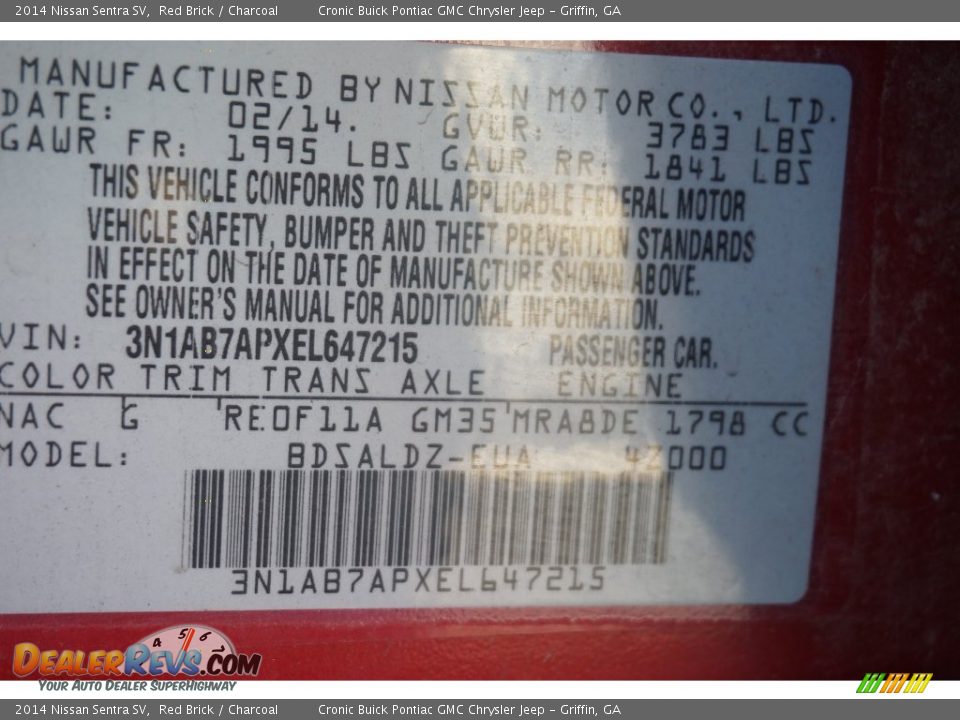 2014 Nissan Sentra SV, Red Brick / Charcoal Cronic Buick Pontiac GMC Chrysler Jeep - Griffin, GA
MANUFACTURED BY NISSAN MOTOR CO., LTD.
DATE: 02/14. GVWR: 3783 LBS
GAWR FR: 1995 LBS GAWR RR: 1841 LBS
THIS VEHICLE CONFORMS TO ALL APPLICABLE FEDERAL MOTOR
VEHICLE SAFETY, BUMPER AND THEFT PREVENTION STANDARDS
IN EFFECT ON THE DATE OF MANUFACTURE SHOWN ABOVE.
SEE OWNER'S MANUAL FOR ADDITIONAL INFORMATION.
VIN: 3N1AB7APXEL647215 PASSENGER CAR.
COLOR TRIM TRANS AXLE ENGINE
NAC G RE0F11A GM35 MRA8DE 1798 CC
MODEL: BDSALDZ-EUA 42000
3N1AB7APXEL647215
4 5 6 7
DEALERREVS.COM
YOUR AUTO DEALER SUPERHIGHWAY
2014 Nissan Sentra SV, Red Brick / Charcoal Cronic Buick Pontiac GMC Chrysler Jeep - Griffin, GA